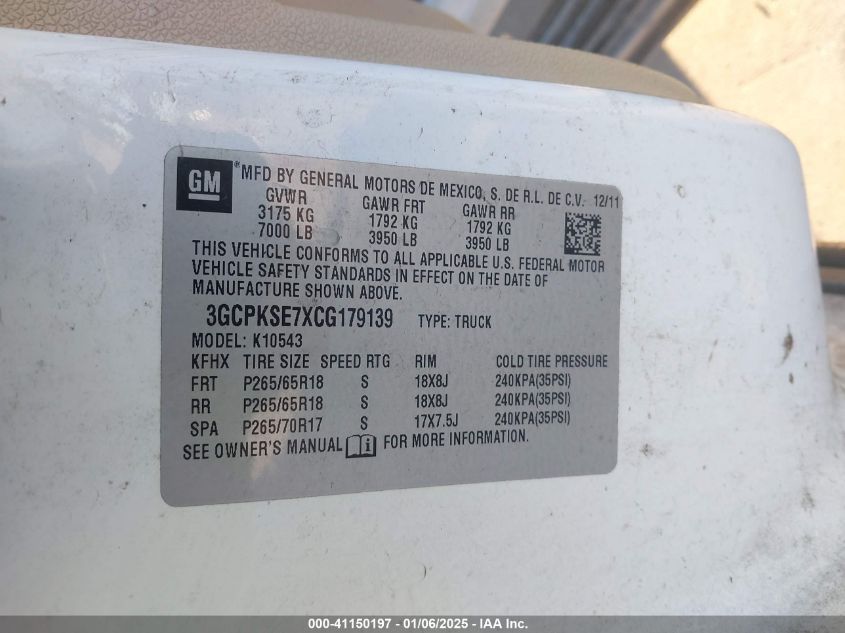 GM *MFD BY GENERAL MOTORS DE MEXICO, S. DE R.L. DE C.V. 12/11
GVWR GAWR FRT GAWR RR
3175 KG 1792 KG 1792 KG
7000 LB 3950 LB 3950 LB
THIS VEHICLE CONFORMS TO ALL APPLICABLE U.S. FEDERAL MOTOR
VEHICLE SAFETY STANDARDS IN EFFECT ON THE DATE OF
MANUFACTURE SHOWN ABOVE.
3GCPKSE7XCG179139 TYPE: TRUCK
MODEL: K10543
KFHX TIRE SIZE SPEED RTG RIM COLD TIRE PRESSURE
FRT P265/65R18 S 18X8J 240KPA(35PSI)
RR P265/65R18 S 18X8J 240KPA(35PSI)
SPA P265/70R17 S 17X7.5J 240KPA(35PSI)
SEE OWNER'S MANUAL FOR MORE INFORMATION.
000-41150197 - 01/06/2025 - IAA Inc.